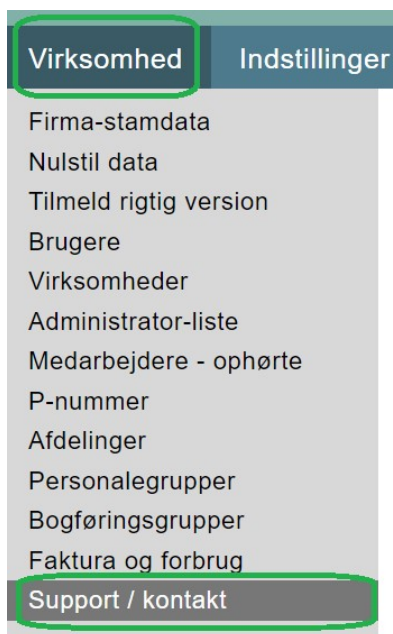 Virksomhed Indstillinger
Firma-stamdata
Nulstil data
Tilmeld rigtig version
Brugere
Virksomheder
Administrator-liste
Medarbejdere - ophørte
P-nummer
Afdelinger
Personalegrupper
Bogføringsgrupper
Faktura og forbrug
Support / kontakt